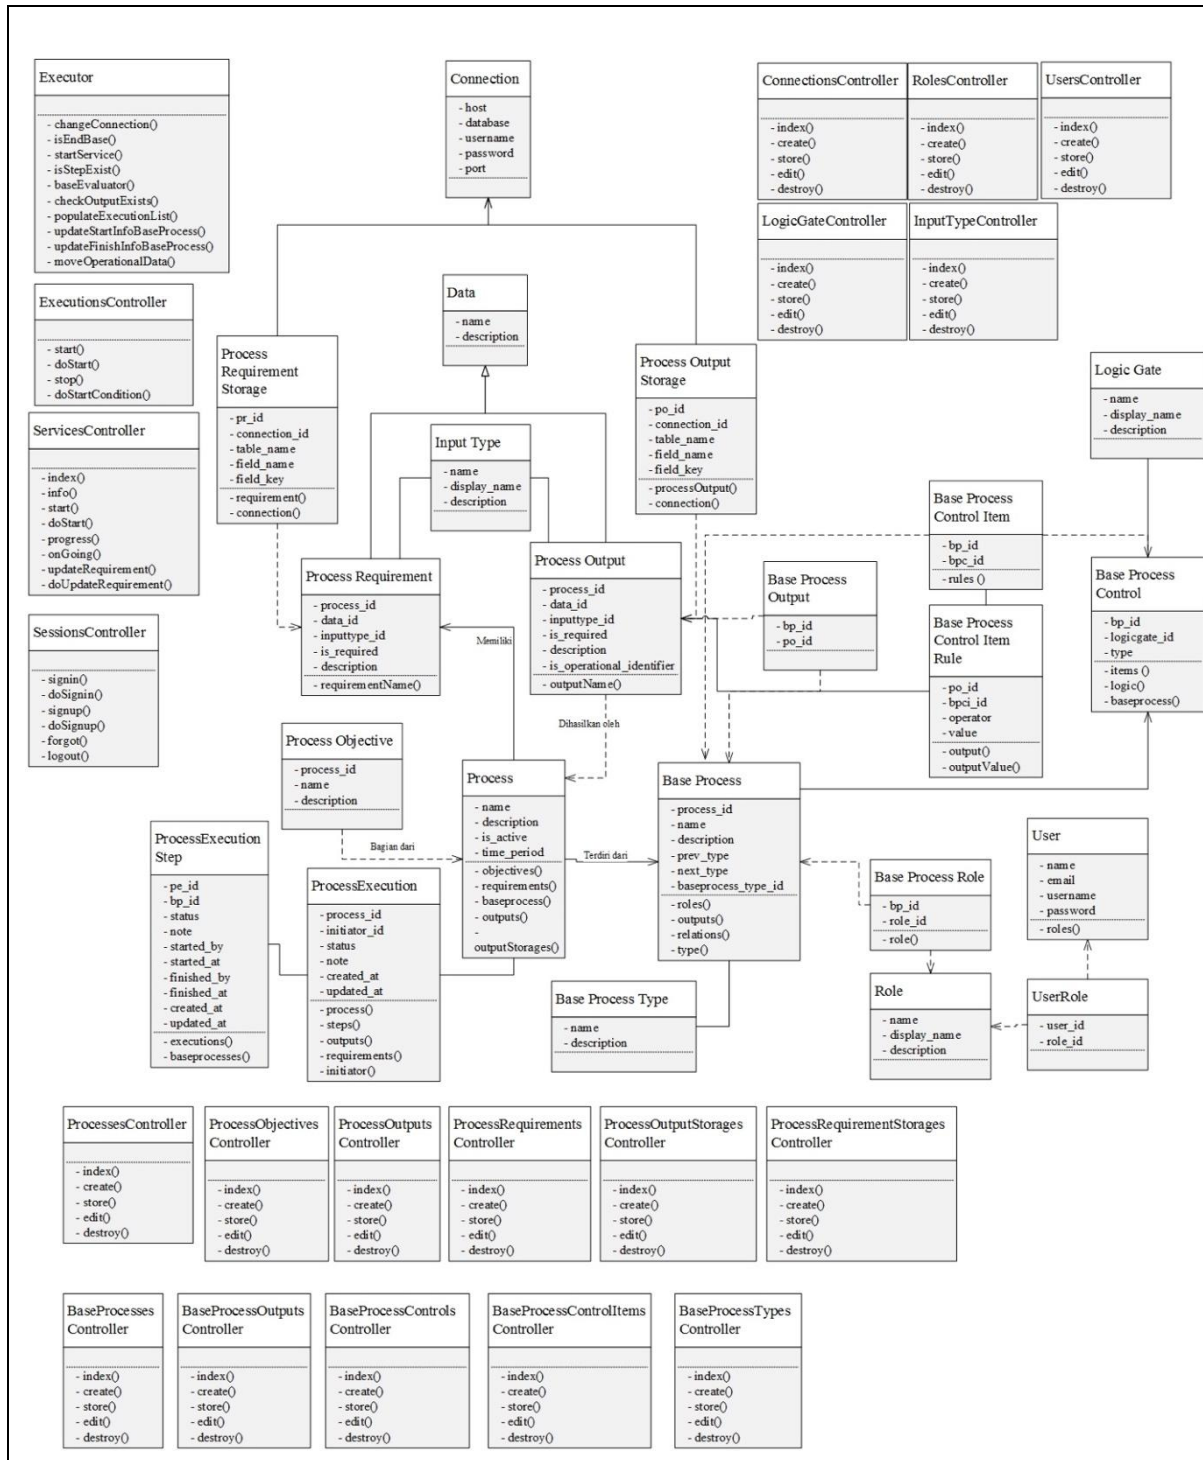 Executor
- changeConnection()
- isEndBase()
- startService()
- isStepExist()
- baseEvaluator()
- checkOutputExists()
- populateExecutionList()
- updateStartInfoBaseProcess()
- updateFinishInfoBaseProcess()
- moveOperationalData()
Connection
- host
- database
- username
- password
- port
ConnectionsController
- index()
- create()
- store()
- edit()
- destroy()
RolesController
- index()
- create()
- store()
- edit()
- destroy()
UsersController
- index()
- create()
- store()
- edit()
- destroy()
LogicGateController
- index()
- create()
- store()
- edit()
- destroy()
InputTypeController
- index()
- create()
- store()
- edit()
- destroy()
ExecutionsController
- start()
- doStart()
- stop()
- doStartCondition()
Data
- name
- description
Process
Requirement
Storage
- pr_id
- connection_id
- table_name
- field_name
- field_key
- requirement()
- connection()
Process Output
Storage
- po_id
- connection_id
- table_name
- field_name
- field_key
- processOutput()
- connection()
Logic Gate
- name
- display_name
- description
ServicesController
- index()
- info()
- start()
- doStart()
- progress()
- onGoing()
- updateRequirement()
- doUpdateRequirement()
Input Type
- name
- display_name
- description
Base Process
Control Item
- bp_id
- bpc_id
- rules ()
Process Requirement
- process_id
- data_id
- inputtype_id
- is_required
- description
- requirementName()
Process Output
- process_id
- data_id
- inputtype_id
- is_required
- description
- is_operational_identifier
- outputName()
Base Process
Output
- bp_id
- po_id
Base Process
Control
- bp_id
- logicgate_id
- type
- items ()
- logic()
- baseprocess()
Base Process
Control Item
Rule
- po_id
- bpci_id
- operator
- value
- output()
- outputValue()
SessionsController
- signin()
- doSignin()
- signup()
- doSignup()
- forgot()
- logout()
Memiliki
Dihasilkan oleh
Process Objective
- process_id
- name
- description
Bagian dari
Process
- name
- description
- is_active
- time_period
- objectives()
- requirements()
- baseprocess()
- outputs()
-
outputStorages()
Terdiri dari
Base Process
- process_id
- name
- description
- prev_type
- next_type
- baseprocess_type_id
- roles()
- outputs()
- relations()
- type()
ProcessExecution
Step
- pe_id
- bp_id
- status
- note
- started_by
- started_at
- finished_by
- finished_at
- created_at
- updated_at
- executions()
- baseprocesses()
ProcessExecution
- process_id
- initiator_id
- status
- note
- created_at
- updated_at
- process()
- steps()
- outputs()
- requirements()
- initiator()
Base Process Type
- name
- description
Base Process Role
- bp_id
- role_id
- role()
User
- name
- email
- username
- password
- roles()
Role
- name
- display_name
- description
UserRole
- user_id
- role_id
ProcessesController
- index()
- create()
- store()
- edit()
- destroy()
ProcessObjectives
Controller
- index()
- create()
- store()
- edit()
- destroy()
ProcessOutputs
Controller
- index()
- create()
- store()
- edit()
- destroy()
ProcessRequirements
Controller
- index()
- create()
- store()
- edit()
- destroy()
ProcessOutputStorages
Controller
- index()
- create()
- store()
- edit()
- destroy()
ProcessRequirementStorages
Controller
- index()
- create()
- store()
- edit()
- destroy()
BaseProcesses
Controller
- index()
- create()
- store()
- edit()
- destroy()
BaseProcessOutputs
Controller
- index()
- create()
- store()
- edit()
- destroy()
BaseProcessControls
Controller
- index()
- create()
- store()
- edit()
- destroy()
BaseProcessControlItems
Controller
- index()
- create()
- store()
- edit()
- destroy()
BaseProcessTypes
Controller
- index()
- create()
- store()
- edit()
- destroy()